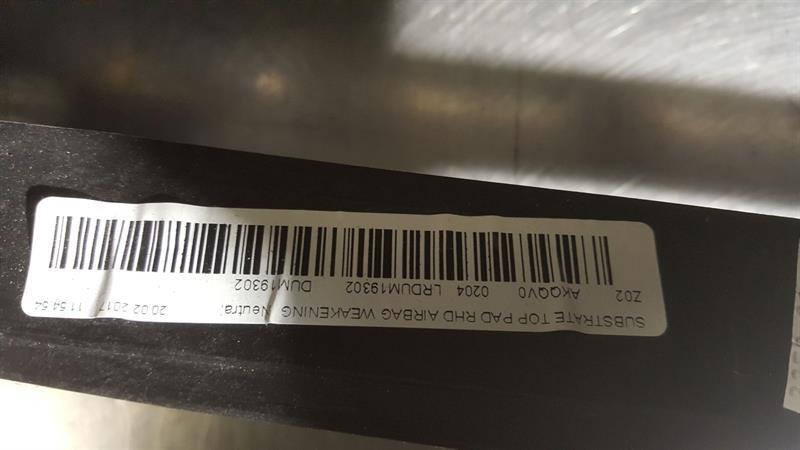 SUBSTRATE TOP PAD RHD AIRBAG WEAKENING Neutral 20.02.2017 11:54:54
Z02
AKQQV0 0204 LRDUM19302 DUM19302